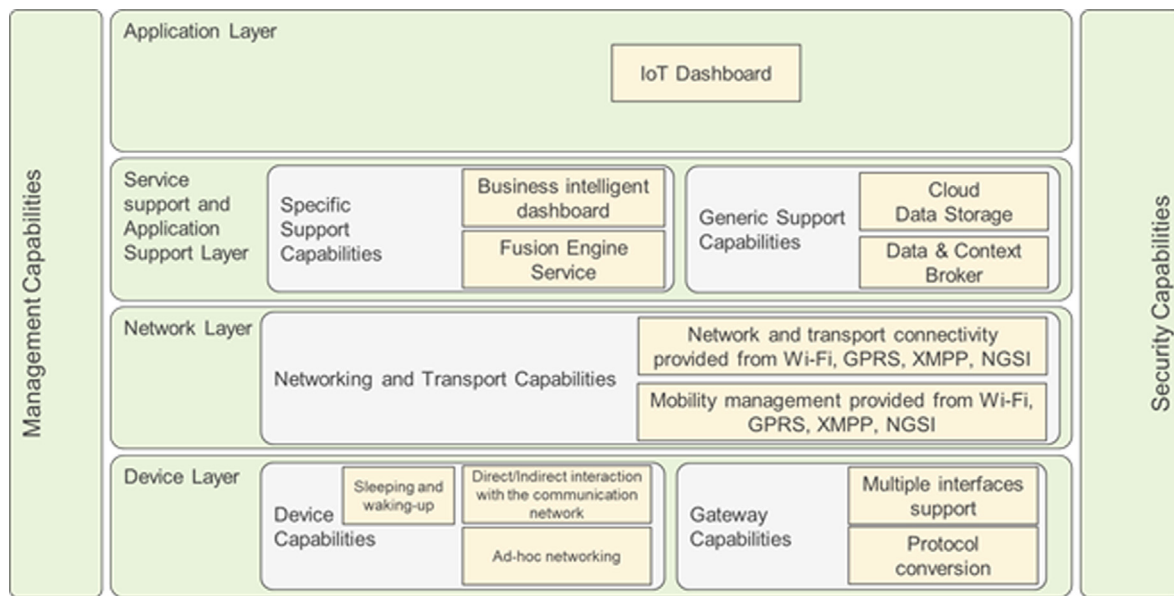 Management Capabilities
Application Layer
IoT Dashboard
Service
support and
Application
Support Layer
Specific
Support
Capabilities
Business intelligent
dashboard
Fusion Engine
Service
Generic Support
Capabilities
Cloud
Data Storage
Data & Context
Broker
Network Layer
Networking and Transport Capabilities
Network and transport connectivity
provided from Wi-Fi, GPRS, XMPP, NGSI
Mobility management provided from Wi-Fi,
GPRS, XMPP, NGSI
Device Layer
Device
Capabilities
Sleeping and
waking-up
Direct/Indirect interaction
with the communication
network
Ad-hoc networking
Gateway
Capabilities
Multiple interfaces
support
Protocol
conversion
Security Capabilities